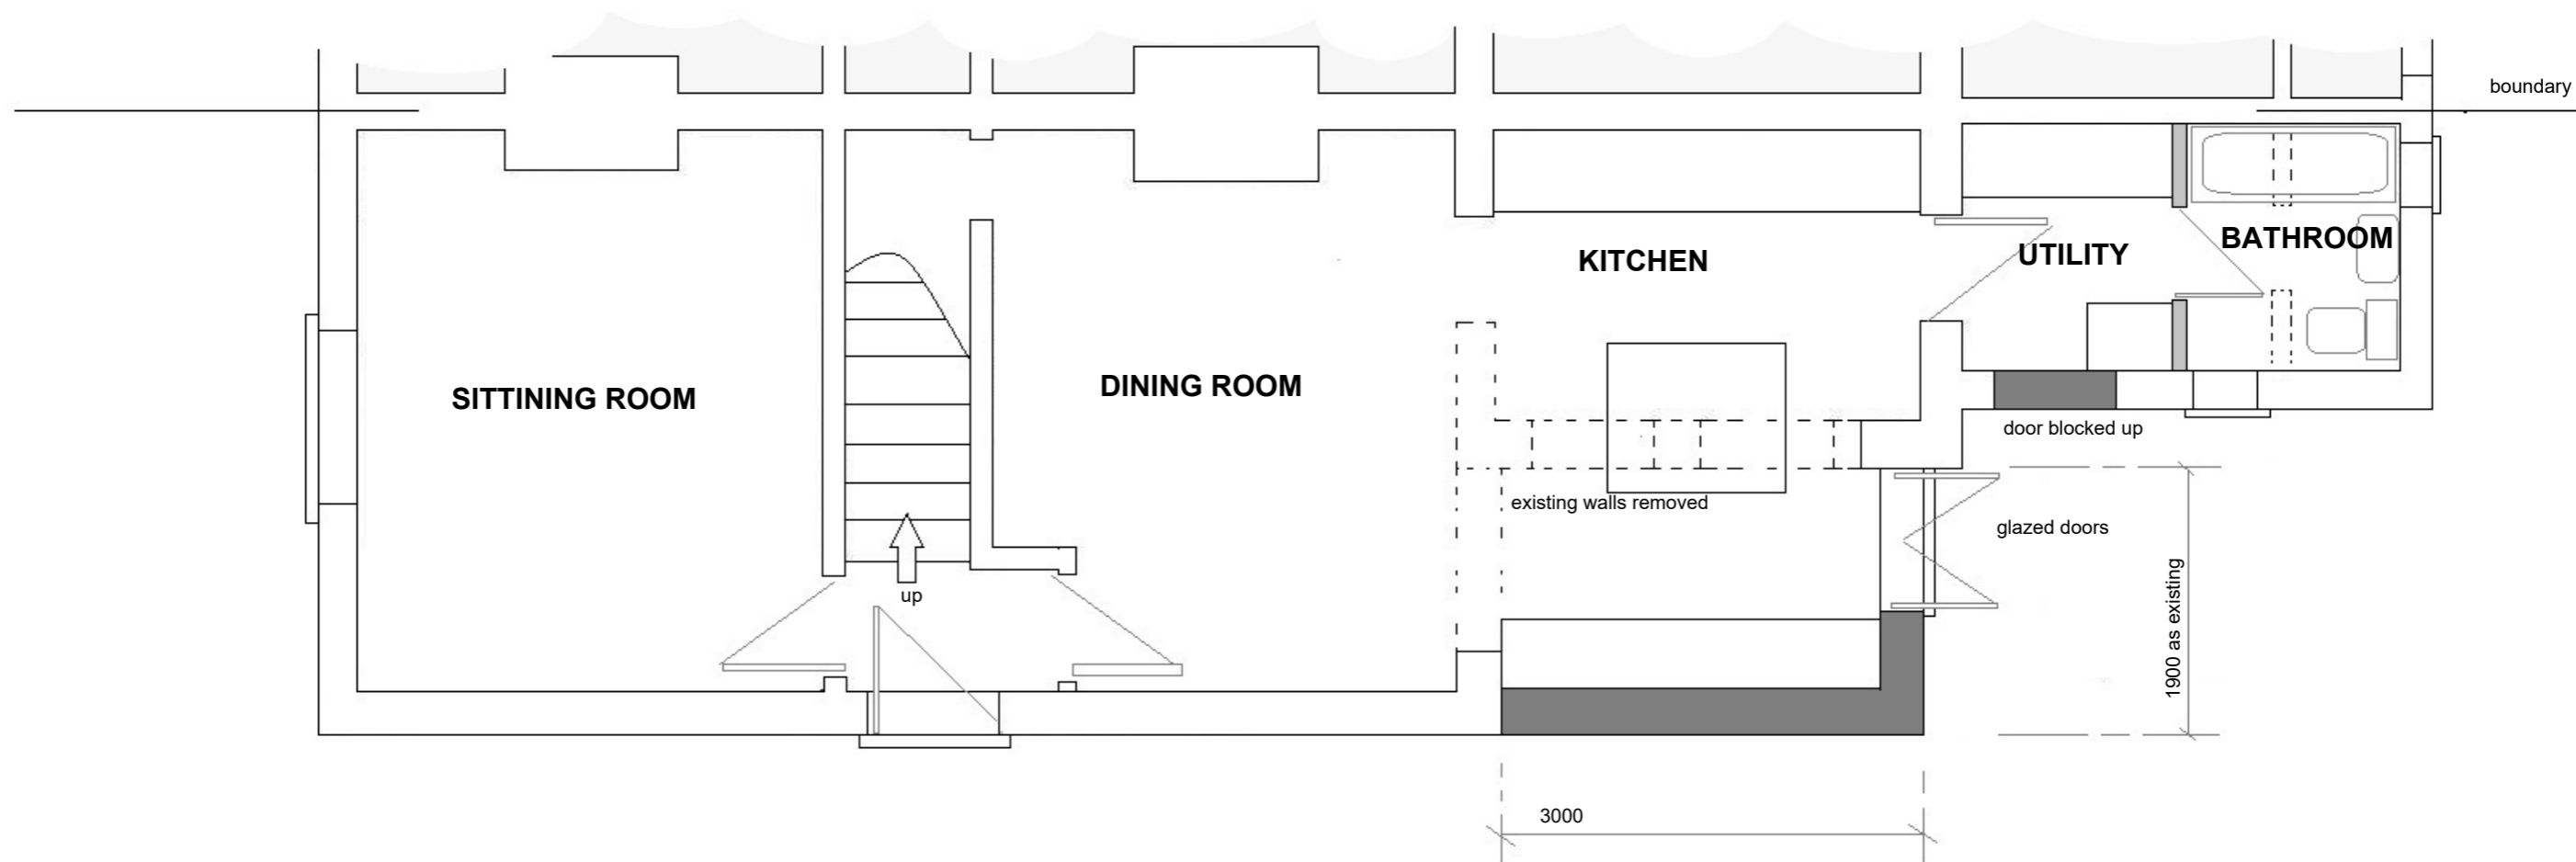 boundary
KITCHEN
UTILITY
BATHROOM
SITTINING ROOM
DINING ROOM
door blocked up
existing walls removed
glazed doors
1900 as existing
up
3000